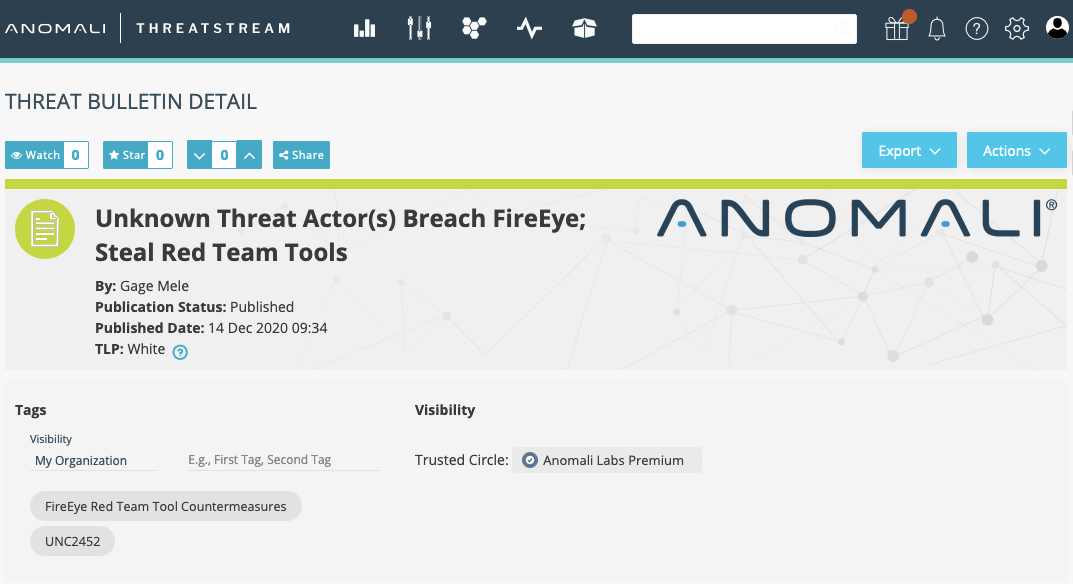 ANOMALI THREATSTREAM
THREAT BULLETIN DETAIL
Watch 0 Star 0 0 Share Export Actions
Unknown Threat Actor(s) Breach FireEye;
Steal Red Team Tools
ANOMALI®
By: Gage Mele
Publication Status: Published
Published Date: 14 Dec 2020 09:34
TLP: White ?
Tags
Visibility
My Organization
E.g., First Tag, Second Tag
FireEye Red Team Tool Countermeasures
UNC2452
Visibility
Trusted Circle: Anomali Labs Premium